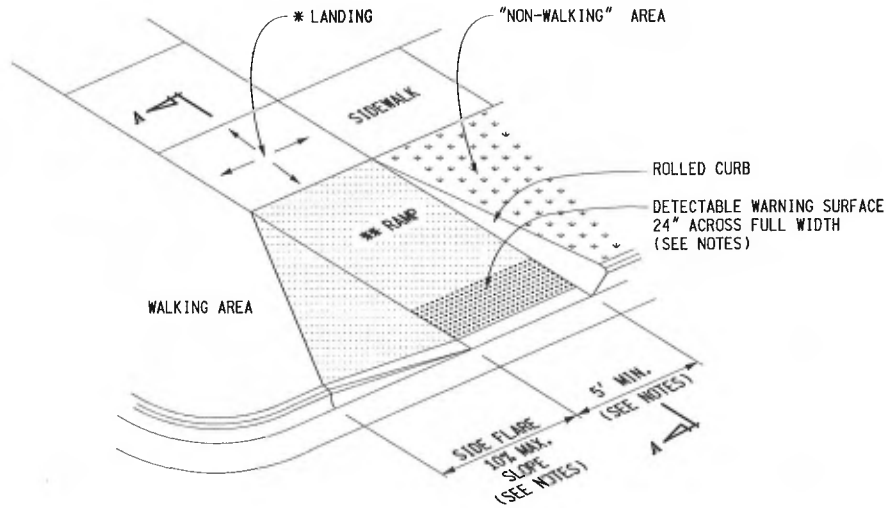 * LANDING
"NON-WALKING" AREA
A
SIDEWALK
ROLLED CURB
DETECTABLE WARNING SURFACE
24" ACROSS FULL WIDTH
(SEE NOTES)
** RAMP
WALKING AREA
5' MIN.
(SEE NOTES)
SIDE FLARE
10% MAX.
SLOPE
(SEE NOTES)
A